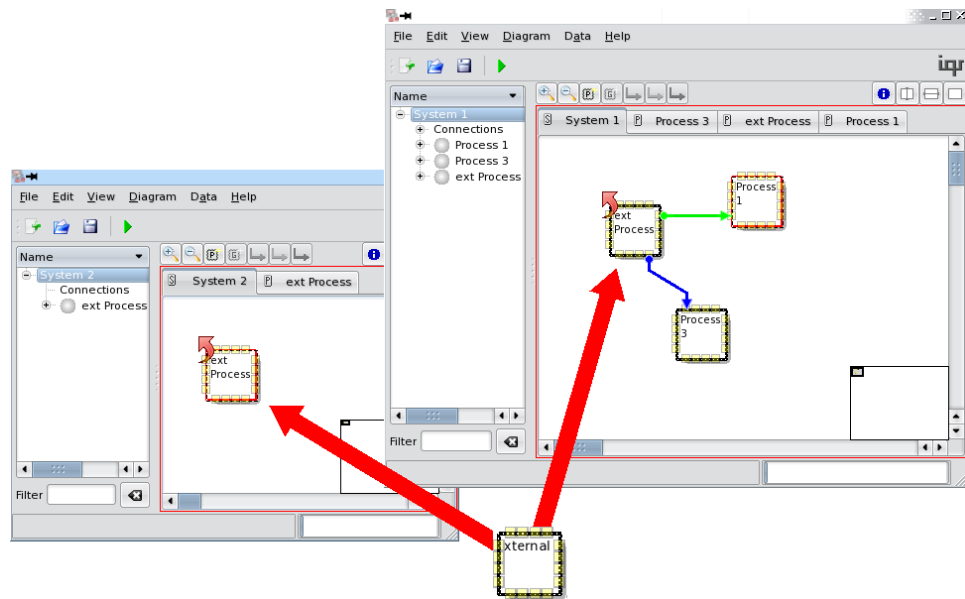 File Edit View Diagram Data Help
iqr
Name
System 1
Connections
Process 1
Process 3
ext Process
P G
S System 1 P Process 3 P ext Process P Process 1
Process
1
ext
Process
Process
3
Filter
File Edit View Diagram Data Help
Name
System 2
Connections
ext Process
P G
S System 2 P ext Process
ext
Process
Filter
xternal